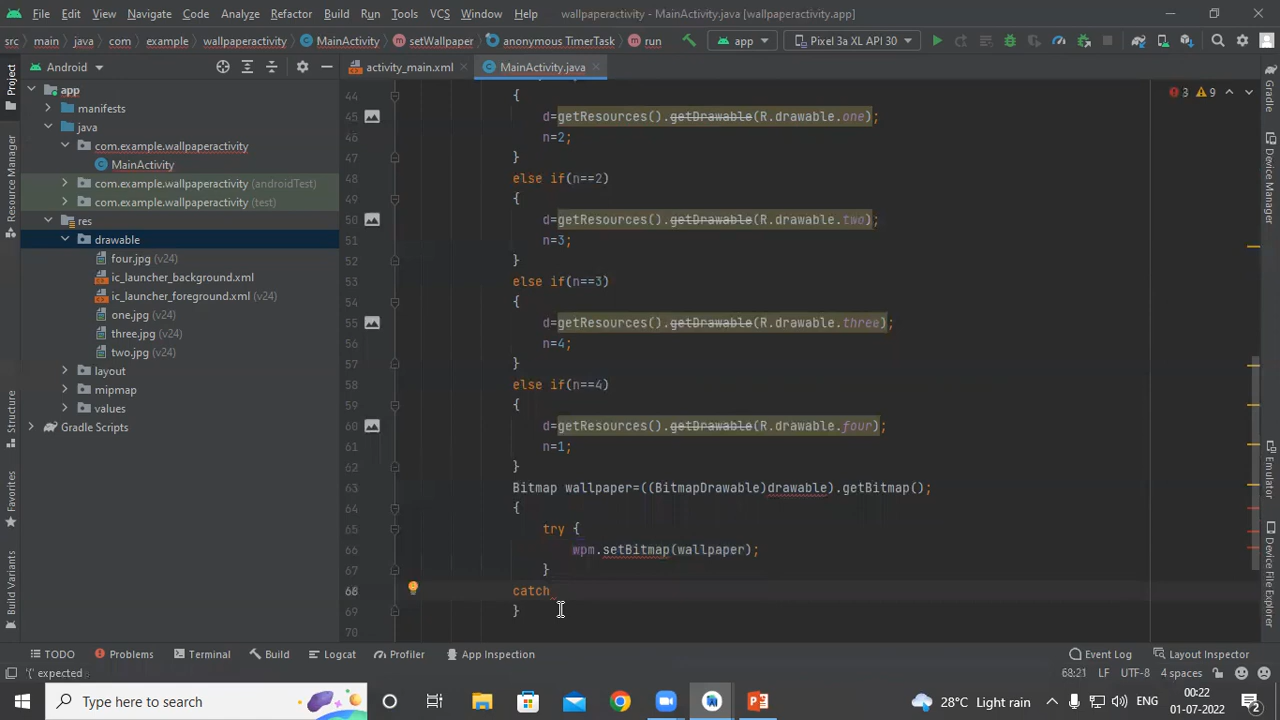 File Edit View Navigate Code Analyze Refactor Build Run Tools VCS Window Help wallpaperactivity – MainActivity.java [wallpaperactivity.app]
src main java com example wallpaperactivity MainActivity setWallpaper anonymous TimerTask run app Pixel 3a XL API 30
Android activity_main.xml MainActivity.java
Project
Resource Manager
Structure
Favorites
Build Variants
app
manifests
java
com.example.wallpaperactivity
MainActivity
com.example.wallpaperactivity (androidTest)
com.example.wallpaperactivity (test)
res
drawable
four.jpg (v24)
ic_launcher_background.xml
ic_launcher_foreground.xml (v24)
one.jpg (v24)
three.jpg (v24)
two.jpg (v24)
layout
mipmap
values
Gradle Scripts
3 9
44 {
45 d=getResources().getDrawable(R.drawable.one);
46 n=2;
47 }
48 else if(n==2)
49 {
50 d=getResources().getDrawable(R.drawable.two);
51 n=3;
52 }
53 else if(n==3)
54 {
55 d=getResources().getDrawable(R.drawable.three);
56 n=4;
57 }
58 else if(n==4)
59 {
60 d=getResources().getDrawable(R.drawable.four);
61 n=1;
62 }
63 Bitmap wallpaper=((BitmapDrawable)drawable).getBitmap();
64 {
65 try {
66 wpm.setBitmap(wallpaper);
67 }
68 catch
69 }
70
Gradle
Device Manager
Emulator
Device File Explorer
TODO Problems Terminal Build Logcat Profiler App Inspection Event Log Layout Inspector
'(' expected 68:21 LF UTF-8 4 spaces
Type here to search 28°C Light rain ENG 00:22
01-07-2022
2